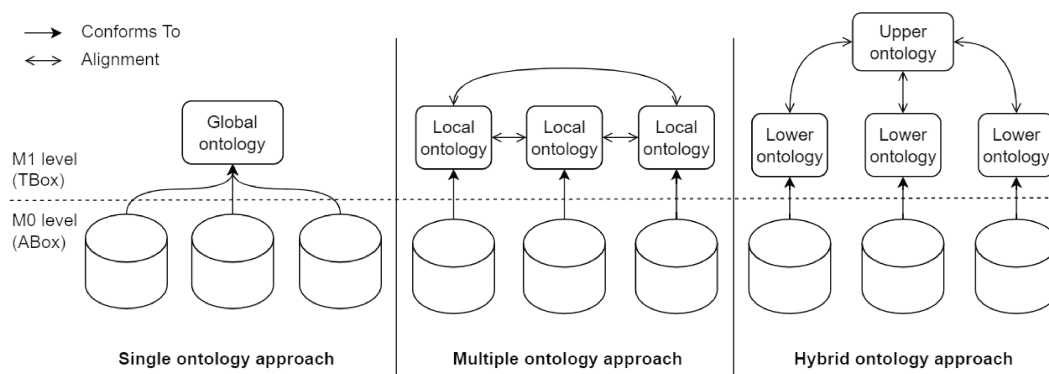 Conforms To
Alignment
M1 level
(TBox)
M0 level
(ABox)
Global
ontology
Single ontology approach
Local
ontology
Local
ontology
Local
ontology
Multiple ontology approach
Upper
ontology
Lower
ontology
Lower
ontology
Lower
ontology
Hybrid ontology approach